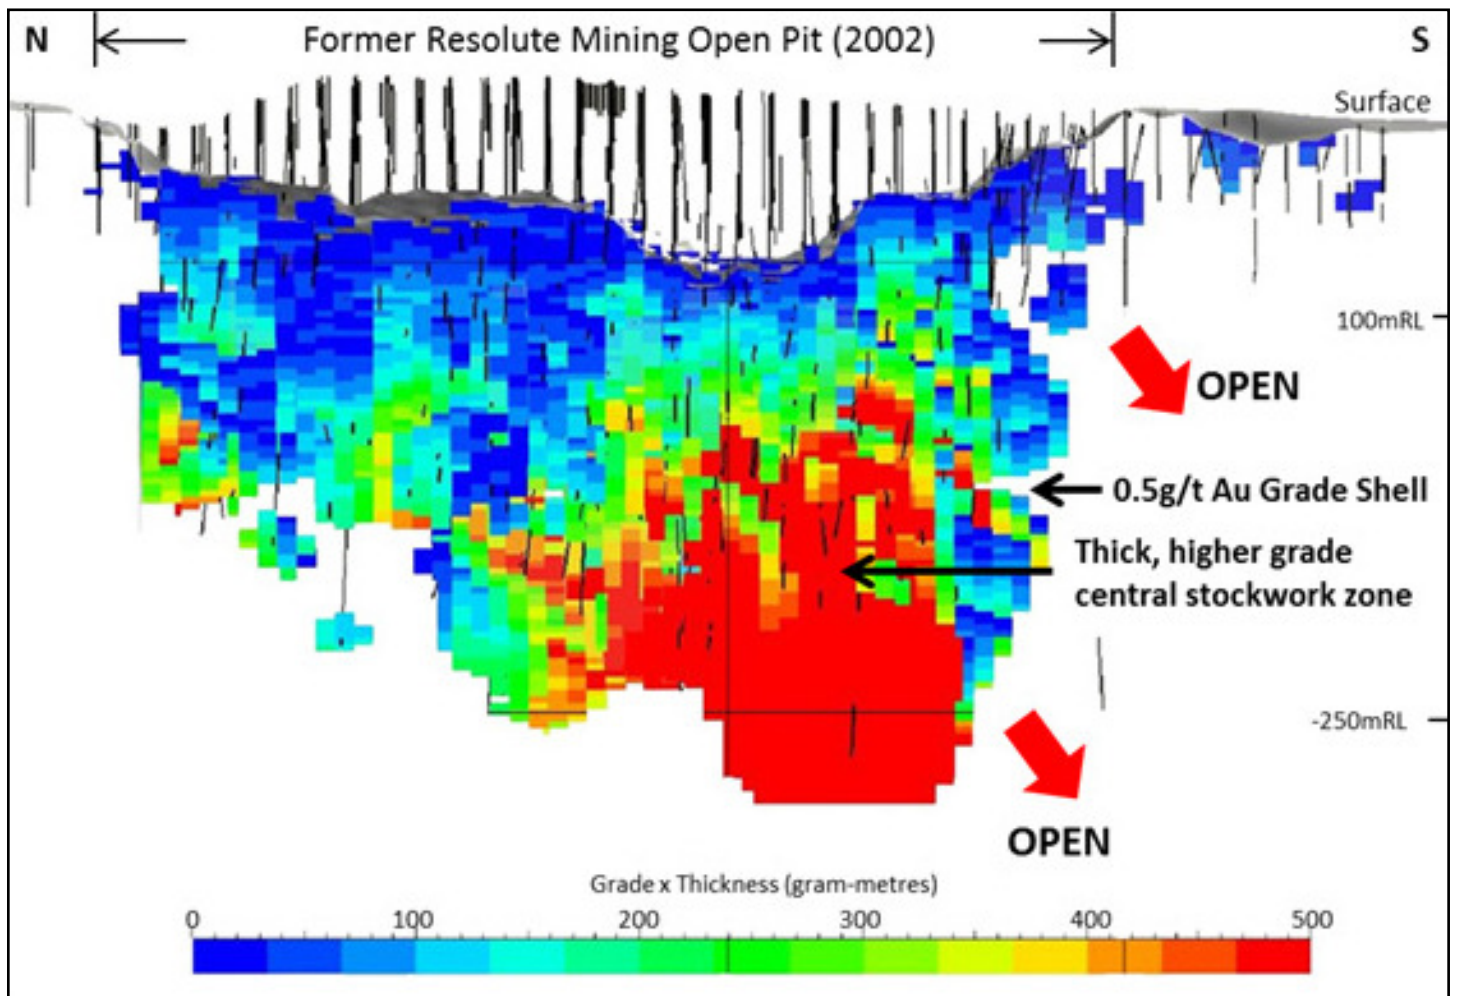 N
Former Resolute Mining Open Pit (2002)
S
Surface
100mRL
OPEN
0.5g/t Au Grade Shell
Thick, higher grade
central stockwork zone
-250mRL
OPEN
Grade x Thickness (gram-metres)
0 100 200 300 400 500